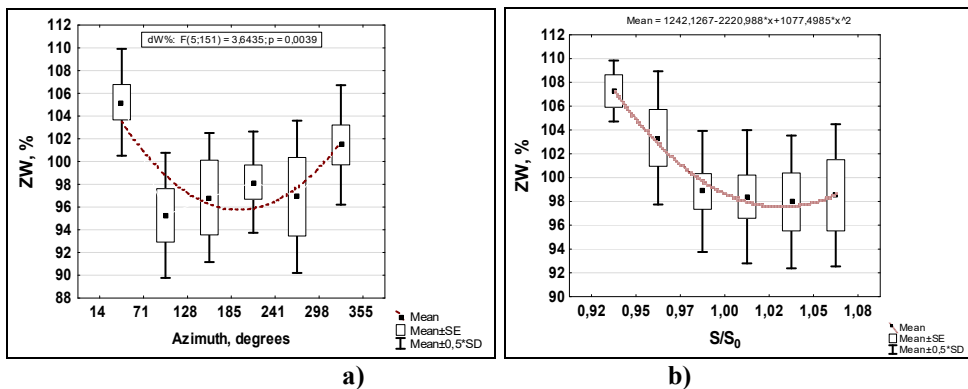 dW%: F(5;151) = 3,6435; p = 0,0039
ZW, %
112
110
108
106
104
102
100
98
96
94
92
90
88
14 71 128 185 241 298 355
Azimuth, degrees
Mean
Mean±SE
Mean±0,5*SD
a)
Mean = 1242,1267-2220,988*x+1077,4985*x^2
ZW, %
112
110
108
106
104
102
100
98
96
94
92
90
0,92 0,95 0,97 1,00 1,02 1,05 1,08
S/S0
Mean
Mean±SE
Mean±0,5*SD
b)